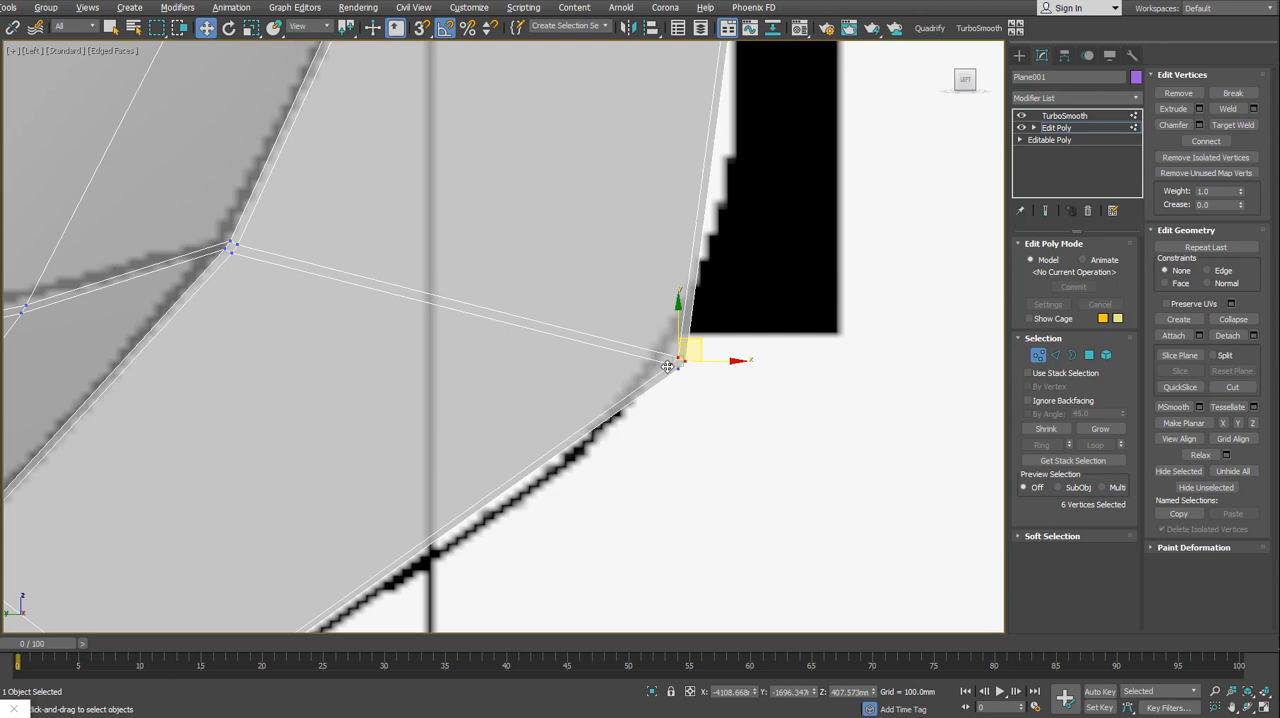 Tools Group Views Create Modifiers Animation Graph Editors Rendering Civil View Customize Scripting Content Arnold Corona Help Phoenix FD Sign In Workspaces: Default
All View Create Selection Se Quadrify TurboSmooth
[+] [Left] [Standard] [Edged Faces]
LEFT
Plane001
Modifier List
TurboSmooth
Edit Poly
Editable Poly
Edit Poly Mode
Model Animate
<No Current Operation>
Commit
Settings Cancel
Show Cage
Selection
Use Stack Selection
By Vertex
Ignore Backfacing
By Angle: 45.0
Shrink Grow
Ring Loop
Get Stack Selection
Preview Selection
Off SubObj Multi
6 Vertices Selected
Soft Selection
Edit Vertices
Remove Break
Extrude Weld
Chamfer Target Weld
Connect
Remove Isolated Vertices
Remove Unused Map Verts
Weight: 1.0
Crease: 0.0
Edit Geometry
Repeat Last
Constraints
None Edge
Face Normal
Preserve UVs
Create Collapse
Attach Detach
Slice Plane Split
Slice Reset Plane
QuickSlice Cut
MSmooth Tessellate
Make Planar X Y Z
View Align Grid Align
Relax
Hide Selected Unhide All
Hide Unselected
Named Selections:
Copy Paste
Delete Isolated Vertices
Paint Deformation
y
x
z
y x
0 / 100 >
0 5 10 15 20 25 30 35 40 45 50 55 60 65 70 75 80 85 90 95 100
1 Object Selected X: -4108.668r Y: -1696.347r Z: 407.573mm Grid = 100.0mm Auto Key Selected
lick-and-drag to select objects Add Time Tag 0 Set Key Key Filters...